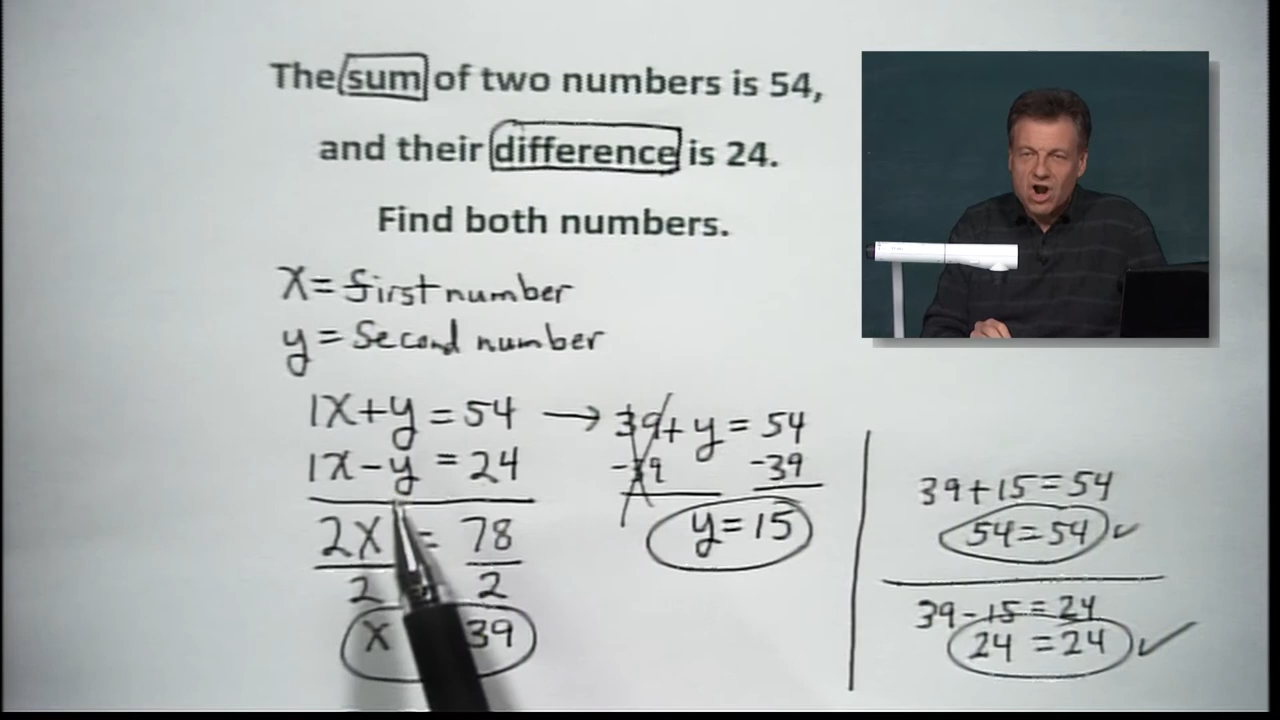 The sum of two numbers is 54,
and their difference is 24.
Find both numbers.
x = first number
y = Second number
1x + y = 54 → 39 + y = 54
1x - y = 24
-39 -39
2x = 78
2 2
y = 15
x 39
39 + 15 = 54
54 = 54 ✓
39 - 15 = 24
24 = 24 ✓